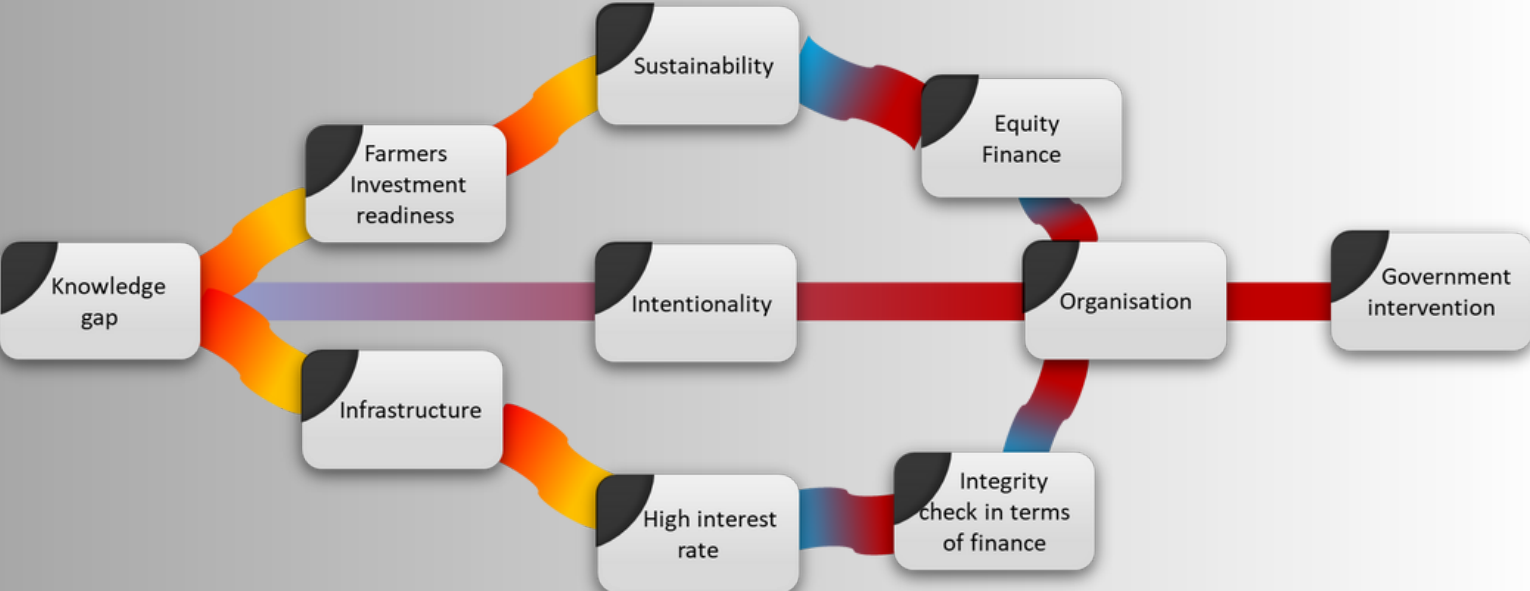 Sustainability
Equity
Finance
Farmers
Investment
readiness
Knowledge
gap
Intentionality
Organisation
Government
intervention
Infrastructure
High interest
rate
Integrity
check in terms
of finance